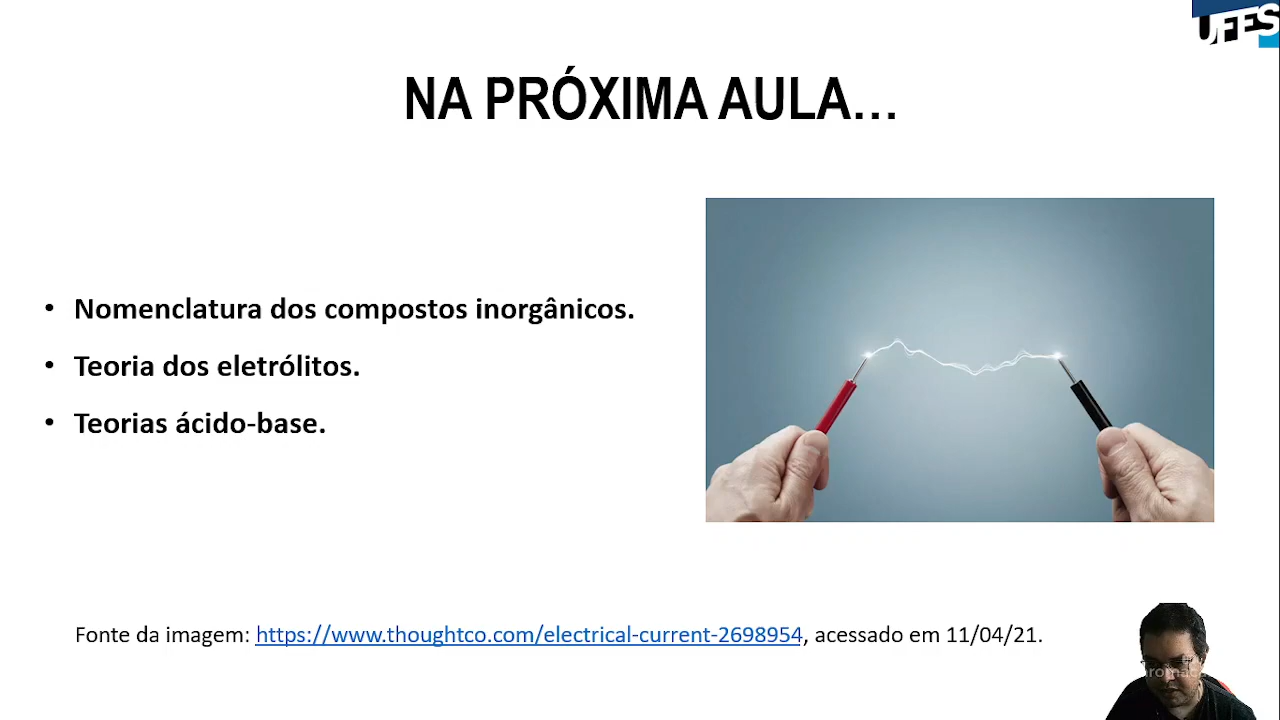 UFES
NA PRÓXIMA AULA…
• Nomenclatura dos compostos inorgânicos.
• Teoria dos eletrólitos.
• Teorias ácido-base.
Fonte da imagem: https://www.thoughtco.com/electrical-current-2698954, acessado em 11/04/21.